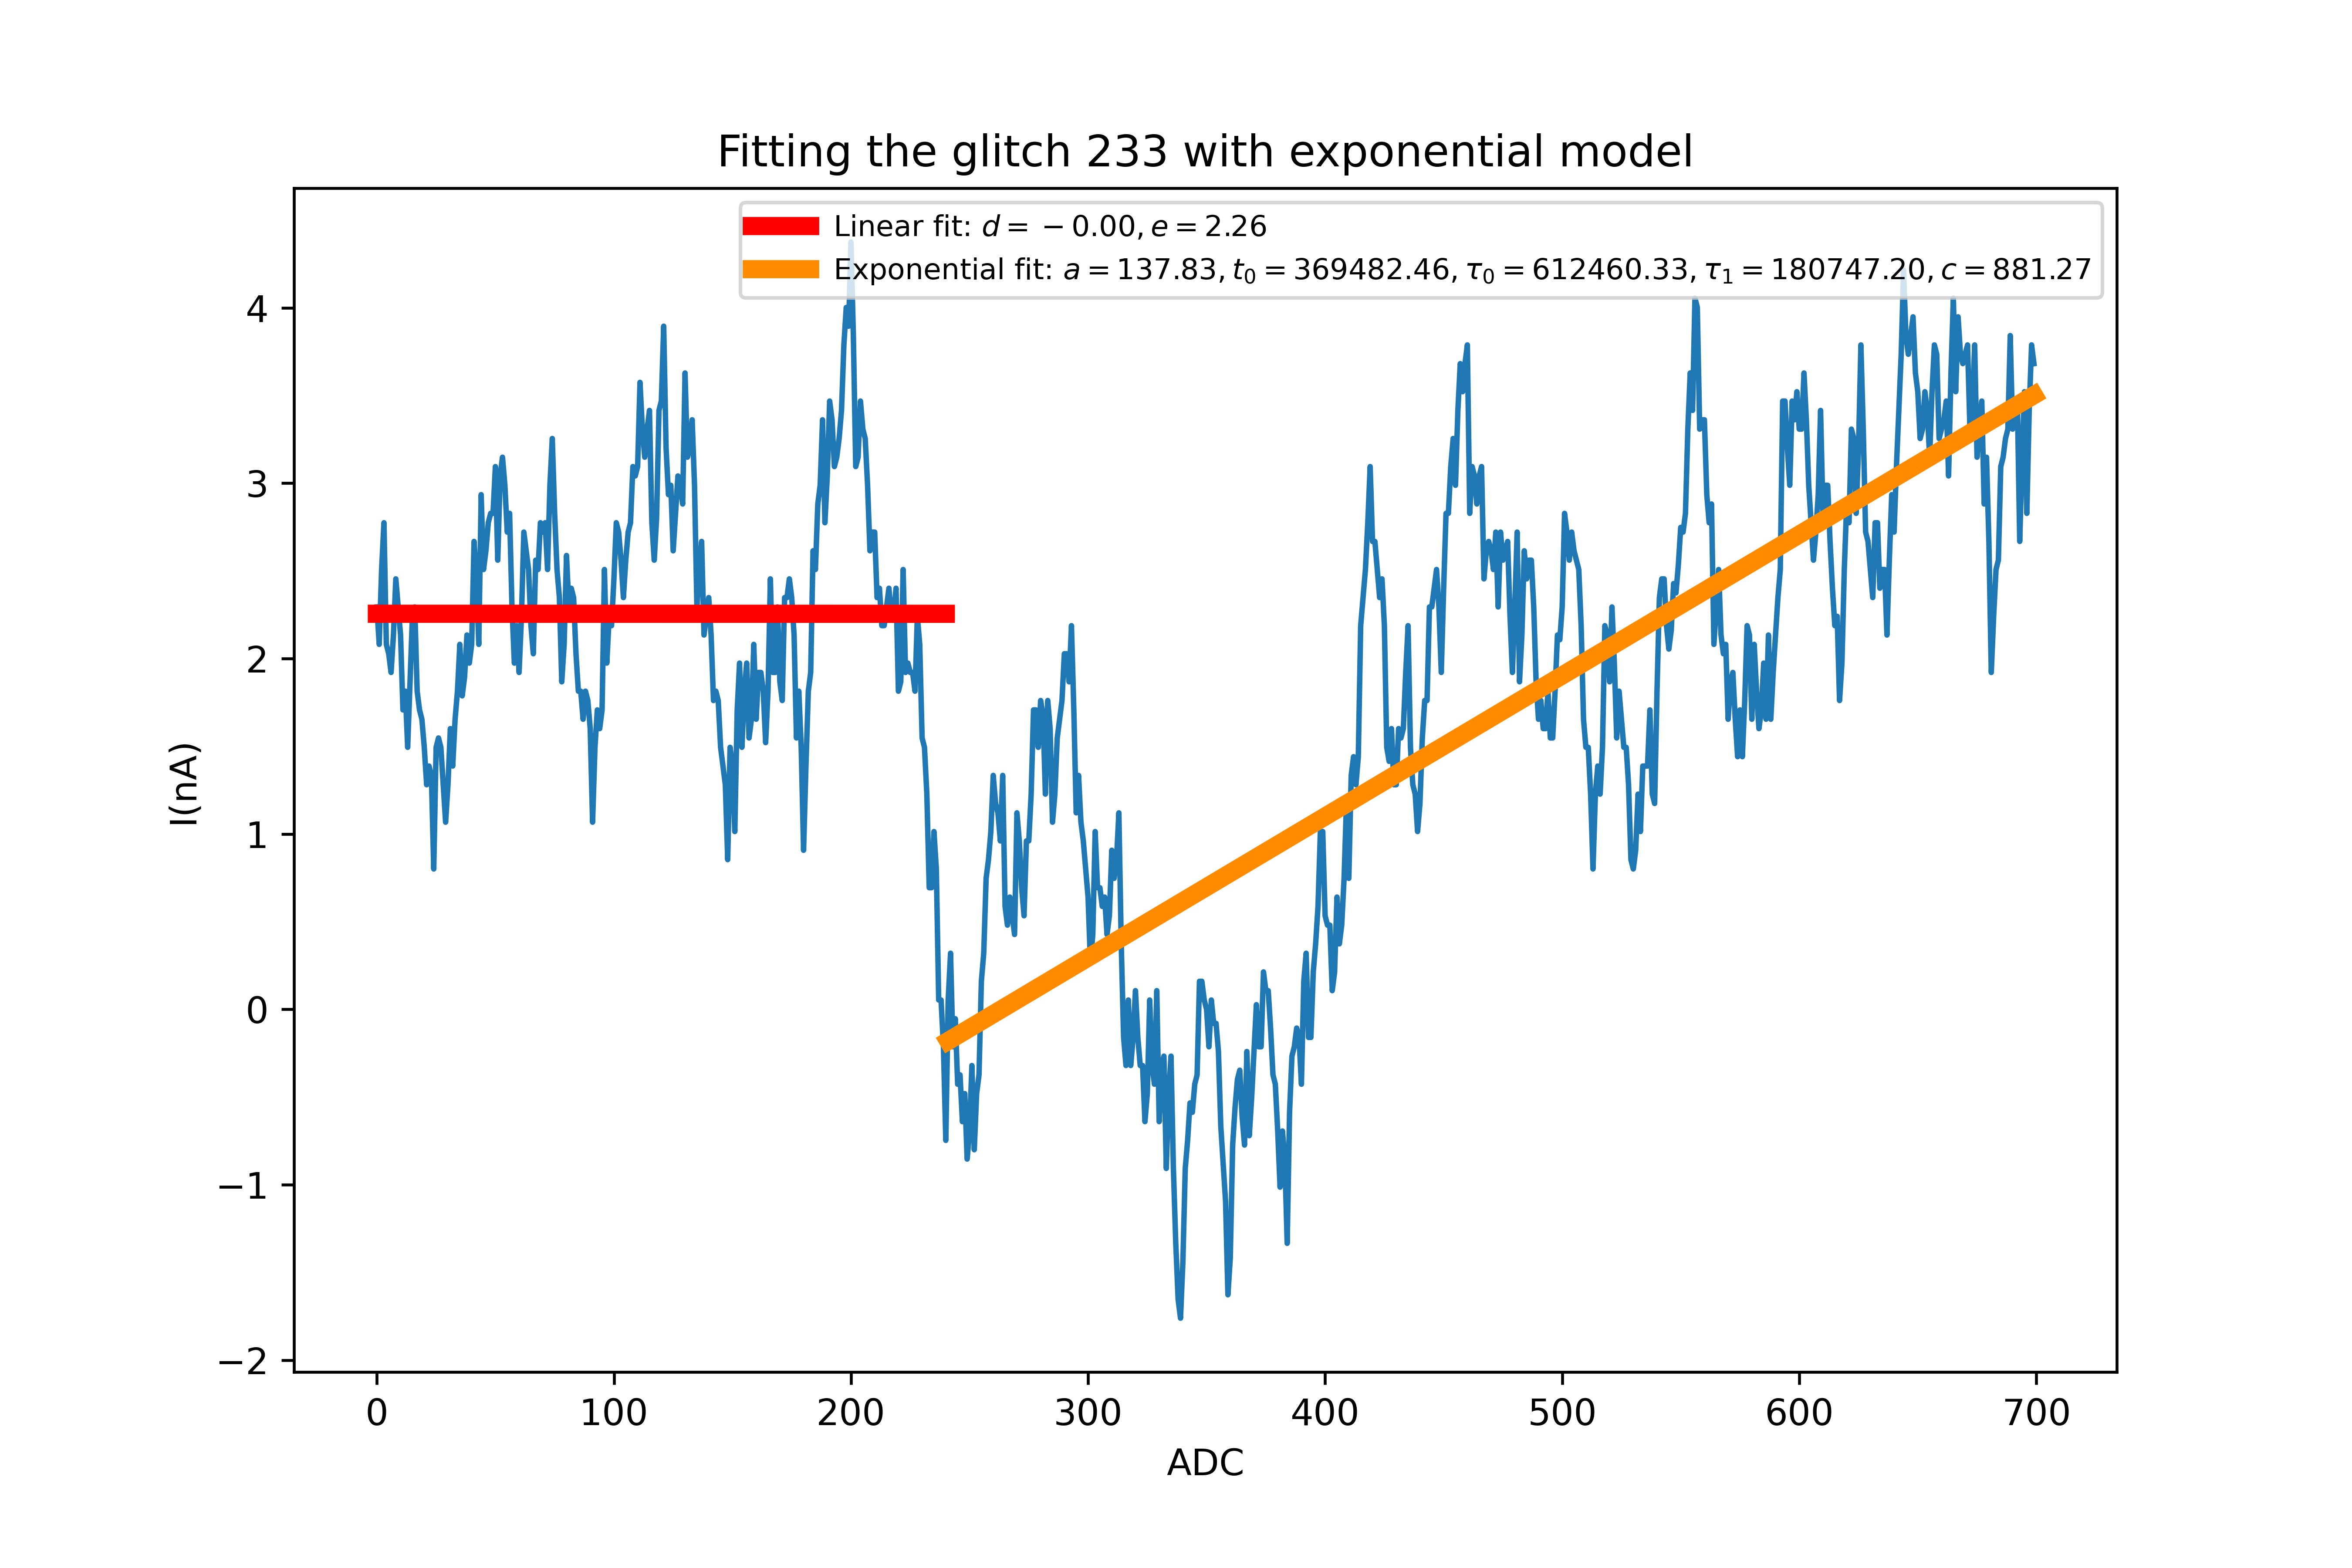 Fitting the glitch 233 with exponential model
Linear fit: d = −0.00, e = 2.26
Exponential fit: a = 137.83, t₀ = 369482.46, τ₀ = 612460.33, τ₁ = 180747.20, c = 881.27
4
3
2
1
0
−1
−2
I(nA)
0 100 200 300 400 500 600 700
ADC